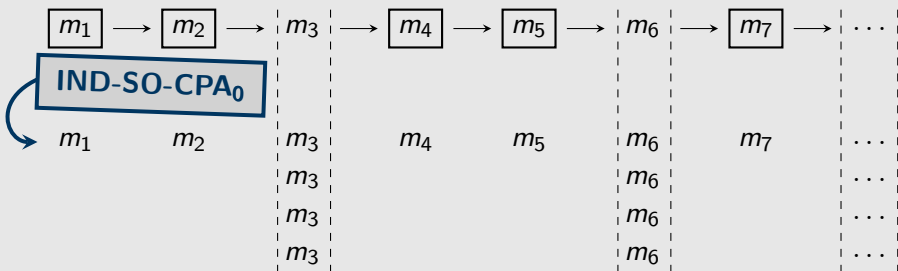 m₁ → m₂ → m₃ → m₄ → m₅ → m₆ → m₇ → ···
IND-SO-CPA₀
m₁ m₂ m₃ m₄ m₅ m₆ m₇ ···
m₃ m₆ ···
m₃ m₆ ···
m₃ m₆ ···